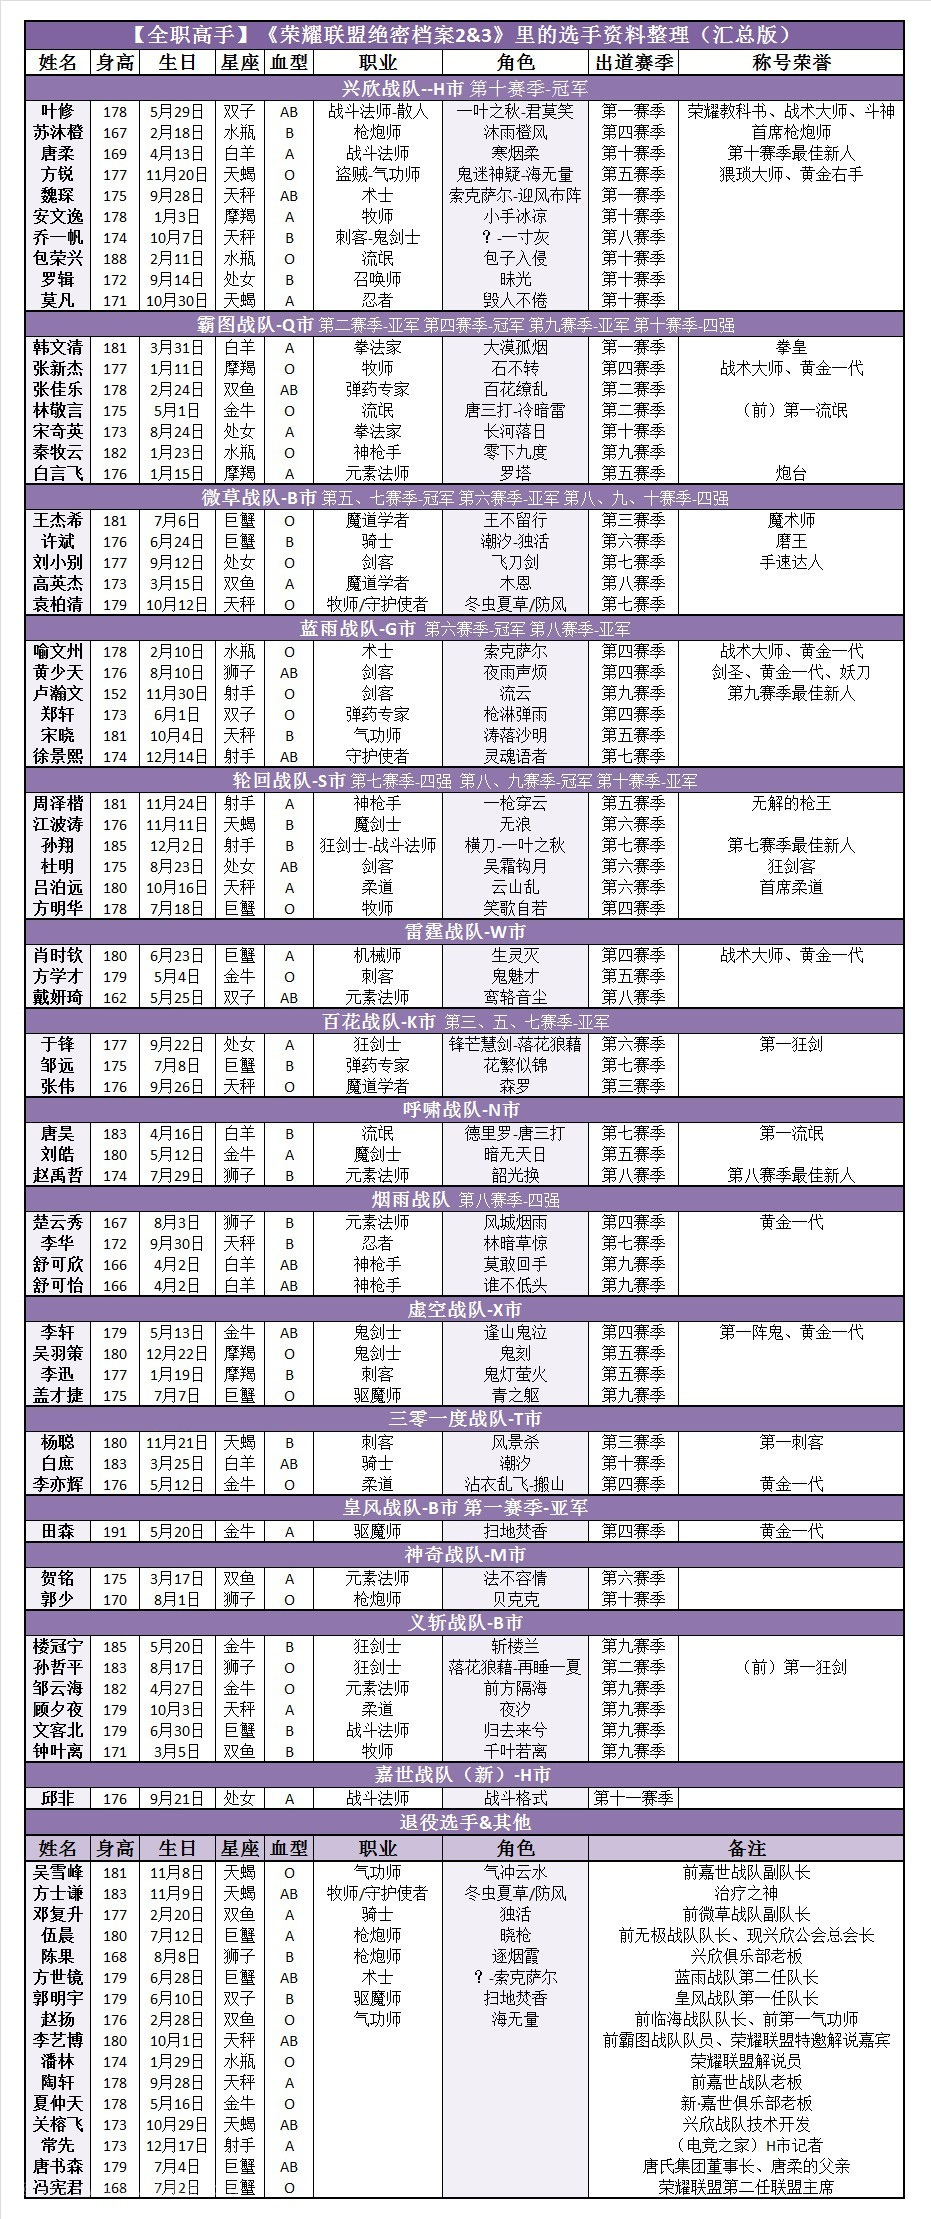 【全职高手】《荣耀联盟绝密档案2&3》里的选手资料整理（汇总版）
姓名 身高 生日 星座 血型 职业 角色 出道赛季 称号荣誉
兴欣战队--H市 第十赛季-冠军
叶修 178 5月29日 双子 AB 战斗法师-散人 一叶之秋-君莫笑 第一赛季 荣耀教科书、战术大师、斗神
苏沐橙 167 2月18日 水瓶 B 枪炮师 沐雨橙风 第四赛季 首席枪炮师
唐柔 169 4月13日 白羊 A 战斗法师 寒烟柔 第十赛季 第十赛季最佳新人
方锐 177 11月20日 天蝎 O 盗贼-气功师 鬼迷神疑-海无量 第五赛季 猥琐大师、黄金右手
魏琛 175 9月28日 天秤 AB 术士 索克萨尔-迎风布阵 第一赛季
安文逸 178 1月3日 摩羯 A 牧师 小手冰凉 第十赛季
乔一帆 174 10月7日 天秤 B 刺客-鬼剑士 ？-一寸灰 第八赛季
包荣兴 188 2月11日 水瓶 O 流氓 包子入侵 第十赛季
罗辑 172 9月14日 处女 B 召唤师 昧光 第十赛季
莫凡 171 10月30日 天蝎 A 忍者 毁人不倦 第十赛季
霸图战队-Q市 第二赛季-亚军 第四赛季-冠军 第九赛季-亚军 第十赛季-四强
韩文清 181 3月31日 白羊 A 拳法家 大漠孤烟 第一赛季 拳皇
张新杰 177 1月11日 摩羯 O 牧师 石不转 第四赛季 战术大师、黄金一代
张佳乐 178 2月24日 双鱼 AB 弹药专家 百花缭乱 第二赛季
林敬言 175 5月1日 金牛 O 流氓 唐三打-冷暗雷 第二赛季 （前）第一流氓
宋奇英 173 8月24日 处女 A 拳法家 长河落日 第十赛季
秦牧云 182 1月23日 水瓶 O 神枪手 零下九度 第九赛季
白言飞 176 1月15日 摩羯 A 元素法师 罗塔 第五赛季 炮台
微草战队-B市 第五、七赛季-冠军 第六赛季-亚军 第八、九、十赛季-四强
王杰希 181 7月6日 巨蟹 O 魔道学者 王不留行 第三赛季 魔术师
许斌 176 6月24日 巨蟹 B 骑士 潮汐-独活 第六赛季 磨王
刘小别 177 9月12日 处女 O 剑客 飞刀剑 第七赛季 手速达人
高英杰 173 3月15日 双鱼 A 魔道学者 木恩 第八赛季
袁柏清 179 10月12日 天秤 O 牧师/守护使者 冬虫夏草/防风 第七赛季
蓝雨战队-G市 第六赛季-冠军 第八赛季-亚军
喻文州 178 2月10日 水瓶 O 术士 索克萨尔 第四赛季 战术大师、黄金一代
黄少天 176 8月10日 狮子 AB 剑客 夜雨声烦 第四赛季 剑圣、黄金一代、妖刀
卢瀚文 152 11月30日 射手 O 剑客 流云 第九赛季 第九赛季最佳新人
郑轩 173 6月1日 双子 O 弹药专家 枪淋弹雨 第四赛季
宋晓 181 10月4日 天秤 B 气功师 涛落沙明 第五赛季
徐景熙 174 12月14日 射手 AB 守护使者 灵魂语者 第七赛季
轮回战队-S市 第七赛季-四强 第八、九赛季-冠军 第十赛季-亚军
周泽楷 181 11月24日 射手 A 神枪手 一枪穿云 第五赛季 无解的枪王
江波涛 176 11月11日 天蝎 B 魔剑士 无浪 第六赛季
孙翔 185 12月2日 射手 B 狂剑士-战斗法师 横刀-一叶之秋 第七赛季 第七赛季最佳新人
杜明 175 8月23日 处女 AB 剑客 吴霜钩月 第六赛季 狂剑客
吕泊远 180 10月16日 天秤 A 柔道 云山乱 第六赛季 首席柔道
方明华 178 7月18日 巨蟹 O 牧师 笑歌自若 第四赛季
雷霆战队-W市
肖时钦 180 6月23日 巨蟹 A 机械师 生灵灭 第四赛季 战术大师、黄金一代
方学才 179 5月4日 金牛 O 刺客 鬼魅才 第五赛季
戴妍琦 162 5月25日 双子 AB 元素法师 鸾辂音尘 第八赛季
百花战队-K市 第三、五、七赛季-亚军
于锋 177 9月22日 处女 A 狂剑士 锋芒慧剑-落花狼藉 第六赛季 第一狂剑
邹远 175 7月8日 巨蟹 B 弹药专家 花繁似锦 第七赛季
张伟 176 9月26日 天秤 O 魔道学者 森罗 第三赛季
呼啸战队-N市
唐昊 183 4月16日 白羊 B 流氓 德里罗-唐三打 第七赛季 第一流氓
刘皓 180 5月12日 金牛 A 魔剑士 暗无天日 第五赛季
赵禹哲 174 7月29日 狮子 B 元素法师 韶光换 第八赛季 第八赛季最佳新人
烟雨战队 第八赛季-四强
楚云秀 167 8月3日 狮子 B 元素法师 风城烟雨 第四赛季 黄金一代
李华 172 9月30日 天秤 B 忍者 林暗草惊 第七赛季
舒可欣 166 4月2日 白羊 AB 神枪手 莫敢回手 第九赛季
舒可怡 166 4月2日 白羊 AB 神枪手 谁不低头 第九赛季
虚空战队-X市
李轩 179 5月13日 金牛 AB 鬼剑士 逢山鬼泣 第四赛季 第一阵鬼、黄金一代
吴羽策 180 12月22日 摩羯 O 鬼剑士 鬼刻 第五赛季
李迅 177 1月19日 摩羯 B 刺客 鬼灯萤火 第五赛季
盖才捷 175 7月7日 巨蟹 O 驱魔师 青之躯 第九赛季
三零一度战队-T市
杨聪 180 11月21日 天蝎 B 刺客 风景杀 第三赛季 第一刺客
白庶 183 3月25日 白羊 AB 骑士 潮汐 第十赛季
李亦辉 176 5月12日 金牛 O 柔道 沾衣乱飞-搬山 第四赛季 黄金一代
皇风战队-B市 第一赛季-亚军
田森 191 5月20日 金牛 A 驱魔师 扫地焚香 第四赛季 黄金一代
神奇战队-M市
贺铭 175 3月17日 双鱼 A 元素法师 法不容情 第六赛季
郭少 170 8月1日 狮子 O 枪炮师 贝克克 第十赛季
义斩战队-B市
楼冠宁 185 5月20日 金牛 B 狂剑士 斩楼兰 第九赛季
孙哲平 183 8月17日 狮子 O 狂剑士 落花狼藉-再睡一夏 第二赛季 （前）第一狂剑
邹云海 182 4月27日 金牛 O 元素法师 前方隔海 第九赛季
顾夕夜 179 10月3日 天秤 A 柔道 夜汐 第九赛季
文客北 179 6月30日 巨蟹 B 战斗法师 归去来兮 第九赛季
钟叶离 171 3月5日 双鱼 B 牧师 千叶若离 第九赛季
嘉世战队（新）-H市
邱非 176 9月21日 处女 A 战斗法师 战斗格式 第十一赛季
退役选手&其他
姓名 身高 生日 星座 血型 职业 角色 备注
吴雪峰 181 11月8日 天蝎 O 气功师 气冲云水 前嘉世战队副队长
方士谦 183 11月9日 天蝎 AB 牧师/守护使者 冬虫夏草/防风 治疗之神
邓复升 177 2月20日 双鱼 A 骑士 独活 前微草战队副队长
伍晨 180 7月12日 巨蟹 A 枪炮师 晓枪 前无极战队队长、现兴欣公会总会长
陈果 168 8月8日 狮子 B 枪炮师 逐烟霞 兴欣俱乐部老板
方世镜 179 6月28日 巨蟹 AB 术士 ？-索克萨尔 蓝雨战队第二任队长
郭明宇 179 6月10日 双子 B 驱魔师 扫地焚香 皇风战队第一任队长
赵杨 176 2月28日 双鱼 O 气功师 海无量 前临海战队队长、前第一气功师
李艺博 180 10月1日 天秤 AB 前霸图战队队员、荣耀联盟特邀解说嘉宾
潘林 174 1月29日 水瓶 O 荣耀联盟解说员
陶轩 178 9月28日 天秤 A 前嘉世战队老板
夏仲天 178 5月16日 金牛 O 新·嘉世俱乐部老板
关榕飞 173 10月29日 天蝎 AB 兴欣战队技术开发
常先 173 12月17日 射手 A （电竞之家）H市记者
唐书森 179 7月4日 巨蟹 AB 唐氏集团董事长、唐柔的父亲
冯宪君 168 7月2日 巨蟹 O 荣耀联盟第二任联盟主席